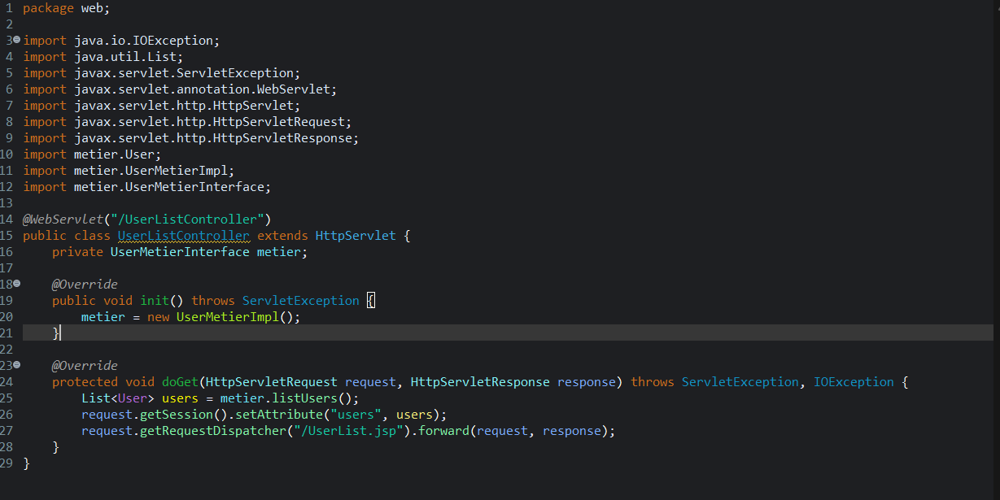 1 package web;
2
3 import java.io.IOException;
4 import java.util.List;
5 import javax.servlet.ServletException;
6 import javax.servlet.annotation.WebServlet;
7 import javax.servlet.http.HttpServlet;
8 import javax.servlet.http.HttpServletRequest;
9 import javax.servlet.http.HttpServletResponse;
10 import metier.User;
11 import metier.UserMetierImpl;
12 import metier.UserMetierInterface;
13
14 @WebServlet("/UserListController")
15 public class UserListController extends HttpServlet {
16     private UserMetierInterface metier;
17
18     @Override
19     public void init() throws ServletException {
20         metier = new UserMetierImpl();
21     }
22
23     @Override
24     protected void doGet(HttpServletRequest request, HttpServletResponse response) throws ServletException, IOException {
25         List<User> users = metier.listUsers();
26         request.getSession().setAttribute("users", users);
27         request.getRequestDispatcher("/UserList.jsp").forward(request, response);
28     }
29 }